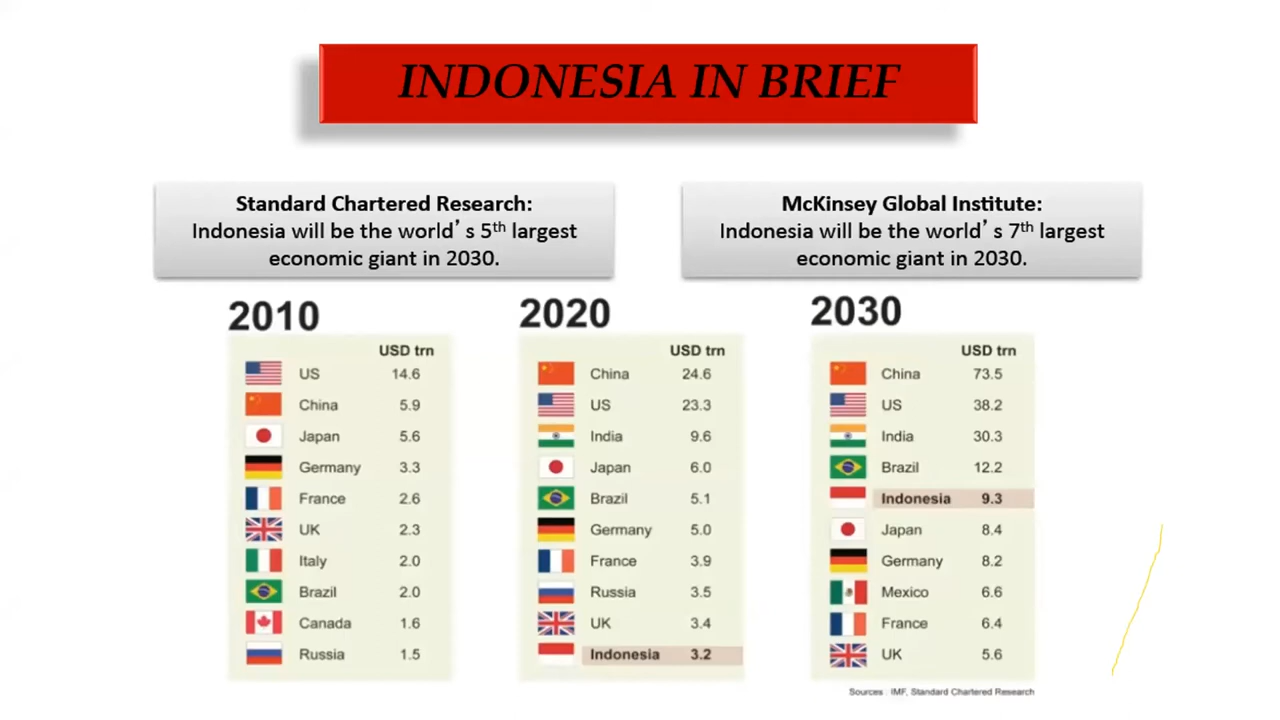 INDONESIA IN BRIEF
Standard Chartered Research:
Indonesia will be the world’s 5th largest
economic giant in 2030.
McKinsey Global Institute:
Indonesia will be the world’s 7th largest
economic giant in 2030.
2010
USD trn
US 14.6
China 5.9
Japan 5.6
Germany 3.3
France 2.6
UK 2.3
Italy 2.0
Brazil 2.0
Canada 1.6
Russia 1.5
2020
USD trn
China 24.6
US 23.3
India 9.6
Japan 6.0
Brazil 5.1
Germany 5.0
France 3.9
Russia 3.5
UK 3.4
Indonesia 3.2
2030
USD trn
China 73.5
US 38.2
India 30.3
Brazil 12.2
Indonesia 9.3
Japan 8.4
Germany 8.2
Mexico 6.6
France 6.4
UK 5.6
Sources : IMF, Standard Chartered Research